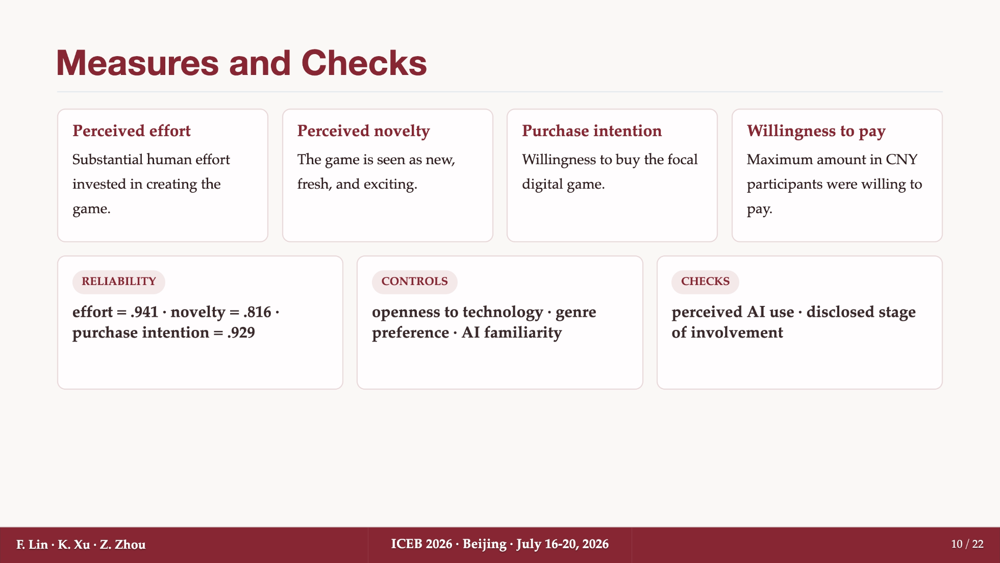 Measures and Checks
Perceived effort
Substantial human effort
invested in creating the
game.
Perceived novelty
The game is seen as new,
fresh, and exciting.
Purchase intention
Willingness to buy the focal
digital game.
Willingness to pay
Maximum amount in CNY
participants were willing to
pay.
RELIABILITY
effort = .941 · novelty = .816 ·
purchase intention = .929
CONTROLS
openness to technology · genre
preference · AI familiarity
CHECKS
perceived AI use · disclosed stage
of involvement
F. Lin · K. Xu · Z. Zhou
ICEB 2026 · Beijing · July 16-20, 2026
10 / 22